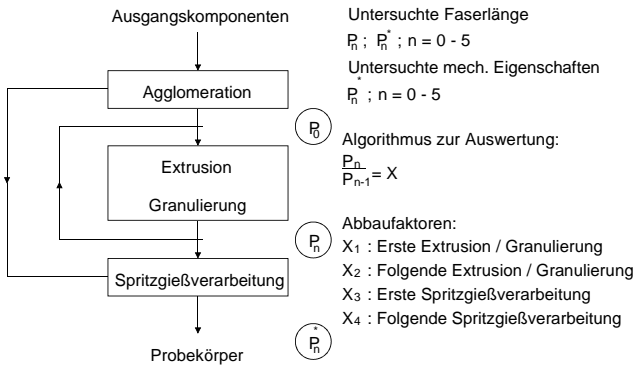 Ausgangskomponenten
Agglomeration
P0
Extrusion
Granulierung
Pn
Spritzgießverarbeitung
Pn*
Probekörper
Untersuchte Faserlänge
Pn ; Pn* ; n = 0 - 5
Untersuchte mech. Eigenschaften
Pn* ; n = 0 - 5
Algorithmus zur Auswertung:
Pn
Pn-1 = X
Abbaufaktoren:
X1 : Erste Extrusion / Granulierung
X2 : Folgende Extrusion / Granulierung
X3 : Erste Spritzgießverarbeitung
X4 : Folgende Spritzgießverarbeitung